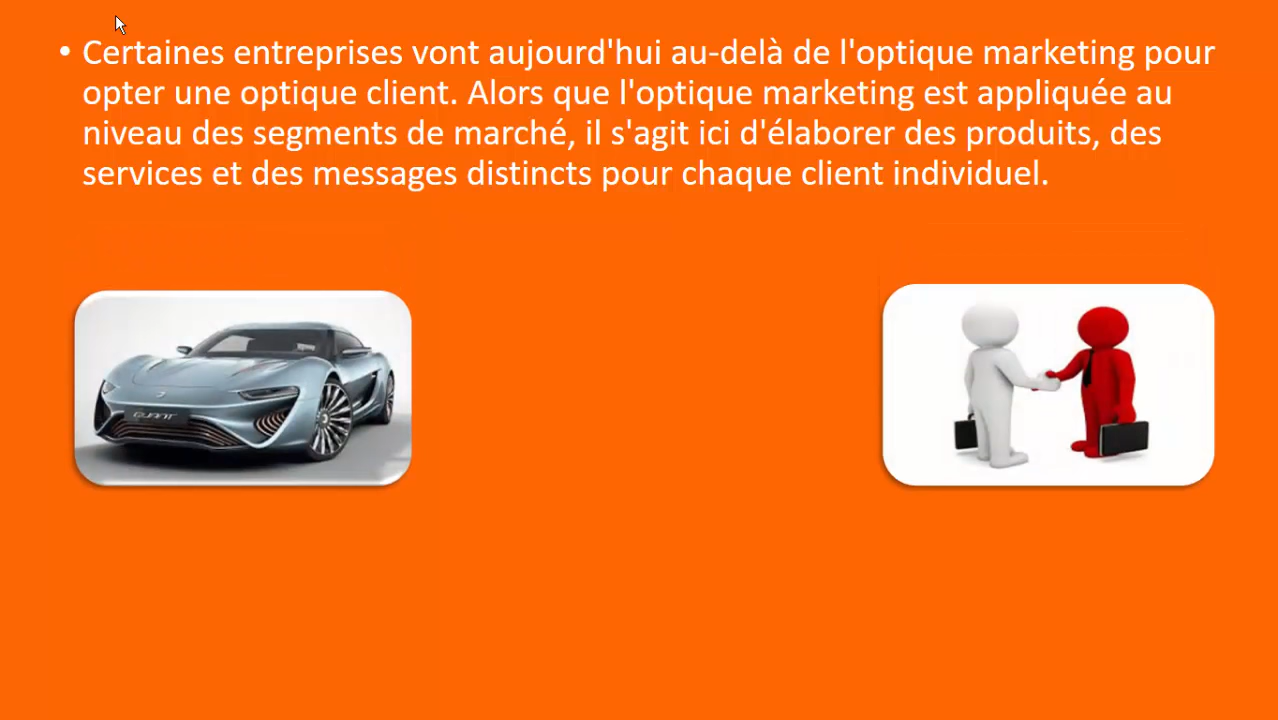 • Certaines entreprises vont aujourd'hui au-delà de l'optique marketing pour
opter une optique client. Alors que l'optique marketing est appliquée au
niveau des segments de marché, il s'agit ici d'élaborer des produits, des
services et des messages distincts pour chaque client individuel.
QUANT